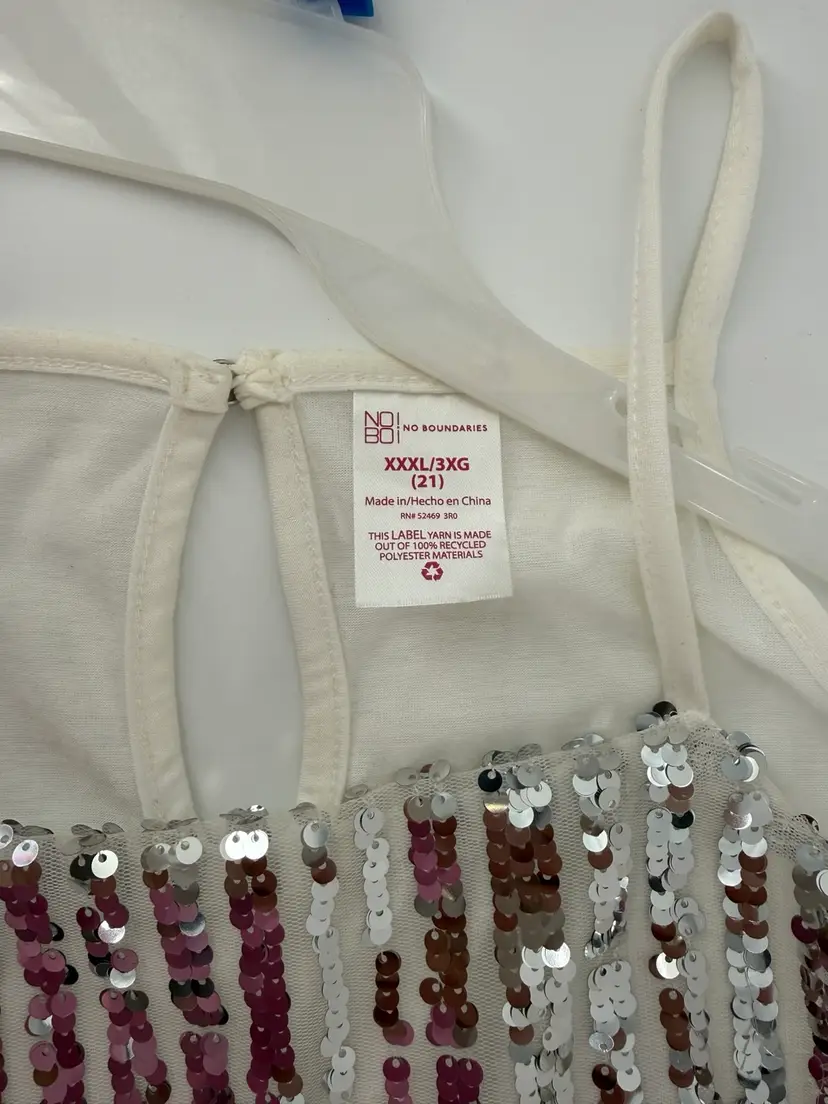 NO!
BO! NO BOUNDARIES
XXXL/3XG
(21)
Made in/Hecho en China
RN# 52469 3R0
THIS LABEL YARN IS MADE
OUT OF 100% RECYCLED
POLYESTER MATERIALS